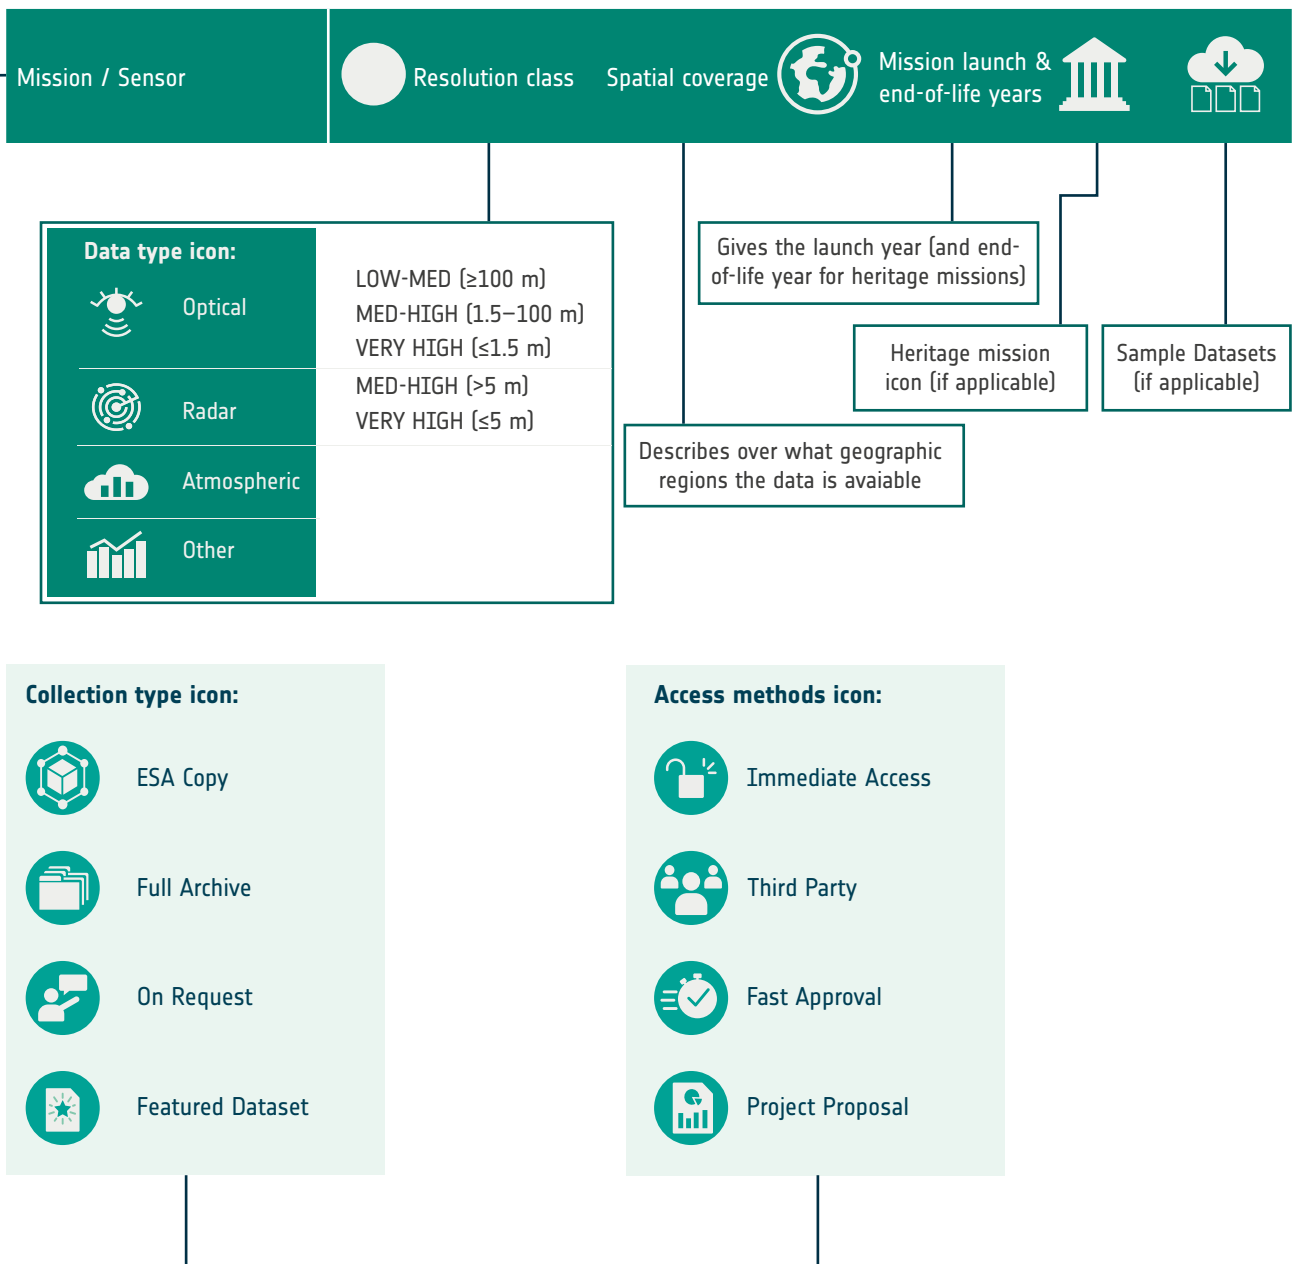 Mission / Sensor
Resolution class
Spatial coverage
Mission launch &
end-of-life years
Data type icon:
Optical
LOW-MED (≥100 m)
MED-HIGH (1.5–100 m)
VERY HIGH (≤1.5 m)
Radar
MED-HIGH (>5 m)
VERY HIGH (≤5 m)
Atmospheric
Other
Gives the launch year (and end-
of-life year for heritage missions)
Heritage mission
icon (if applicable)
Sample Datasets
(if applicable)
Describes over what geographic
regions the data is avaiable
Collection type icon:
ESA Copy
Full Archive
On Request
Featured Dataset
Access methods icon:
Immediate Access
Third Party
Fast Approval
Project Proposal